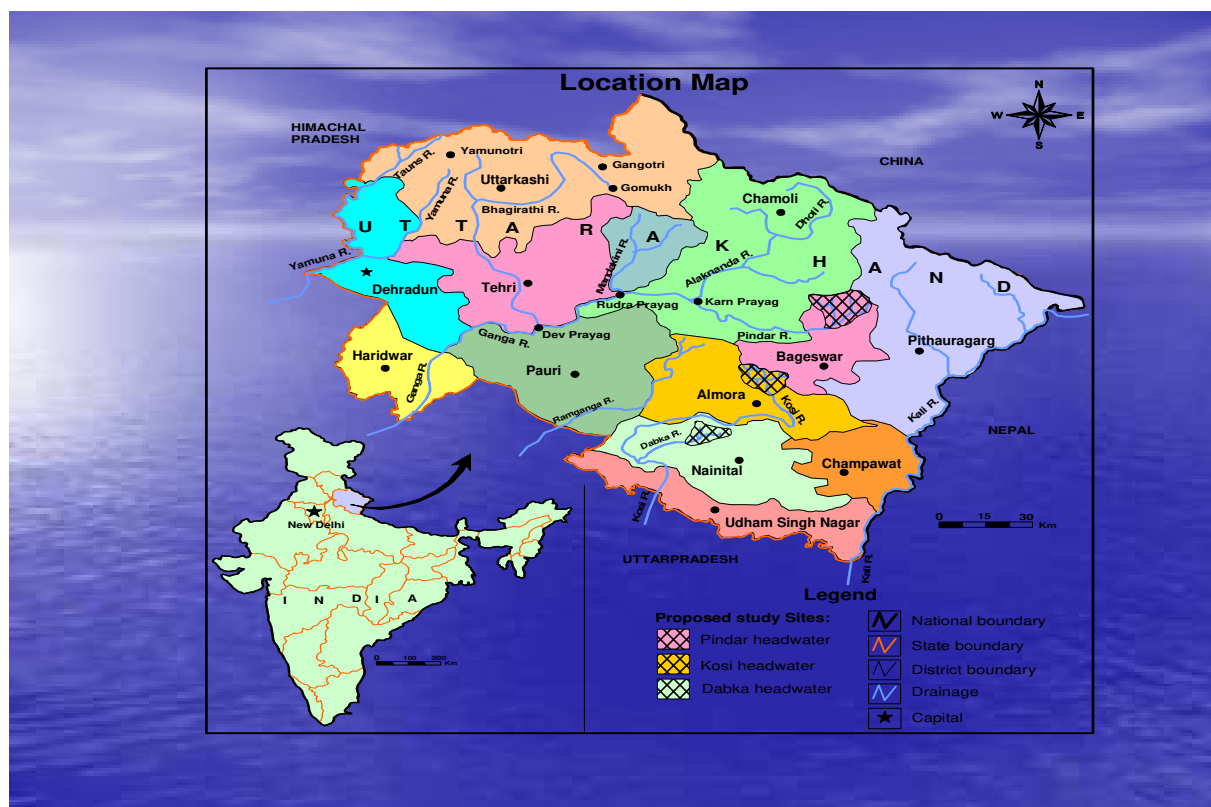 Location Map
N
W
E
S
HIMACHAL
PRADESH
CHINA
Tauns R.
Yamunotri
Gangotri
Uttarkashi
Gomukh
Yamuna R.
Bhagirathi R.
Chamoli
Dholi R.
U T T A R A K H A N D
Yamuna R.
Mandakini R.
Alaknanda R.
Dehradun
Tehri
Rudra Prayag
Karn Prayag
Ganga R.
Dev Prayag
Pindar R.
Pithauragarg
Haridwar
Bageswar
Ganga R.
Pauri
Almora
Ramganga R.
Kosi R.
Kali R.
Dabka R.
NEPAL
Nainital
Champawat
Kosi R.
Udham Singh Nagar
0 15 30
Km
UTTARPRADESH
Kali R.
New Delhi
I N D I A
0 100 200
Km
Legend
Proposed study Sites:
Pindar headwater
Kosi headwater
Dabka headwater
National boundary
State boundary
District boundary
Drainage
Capital